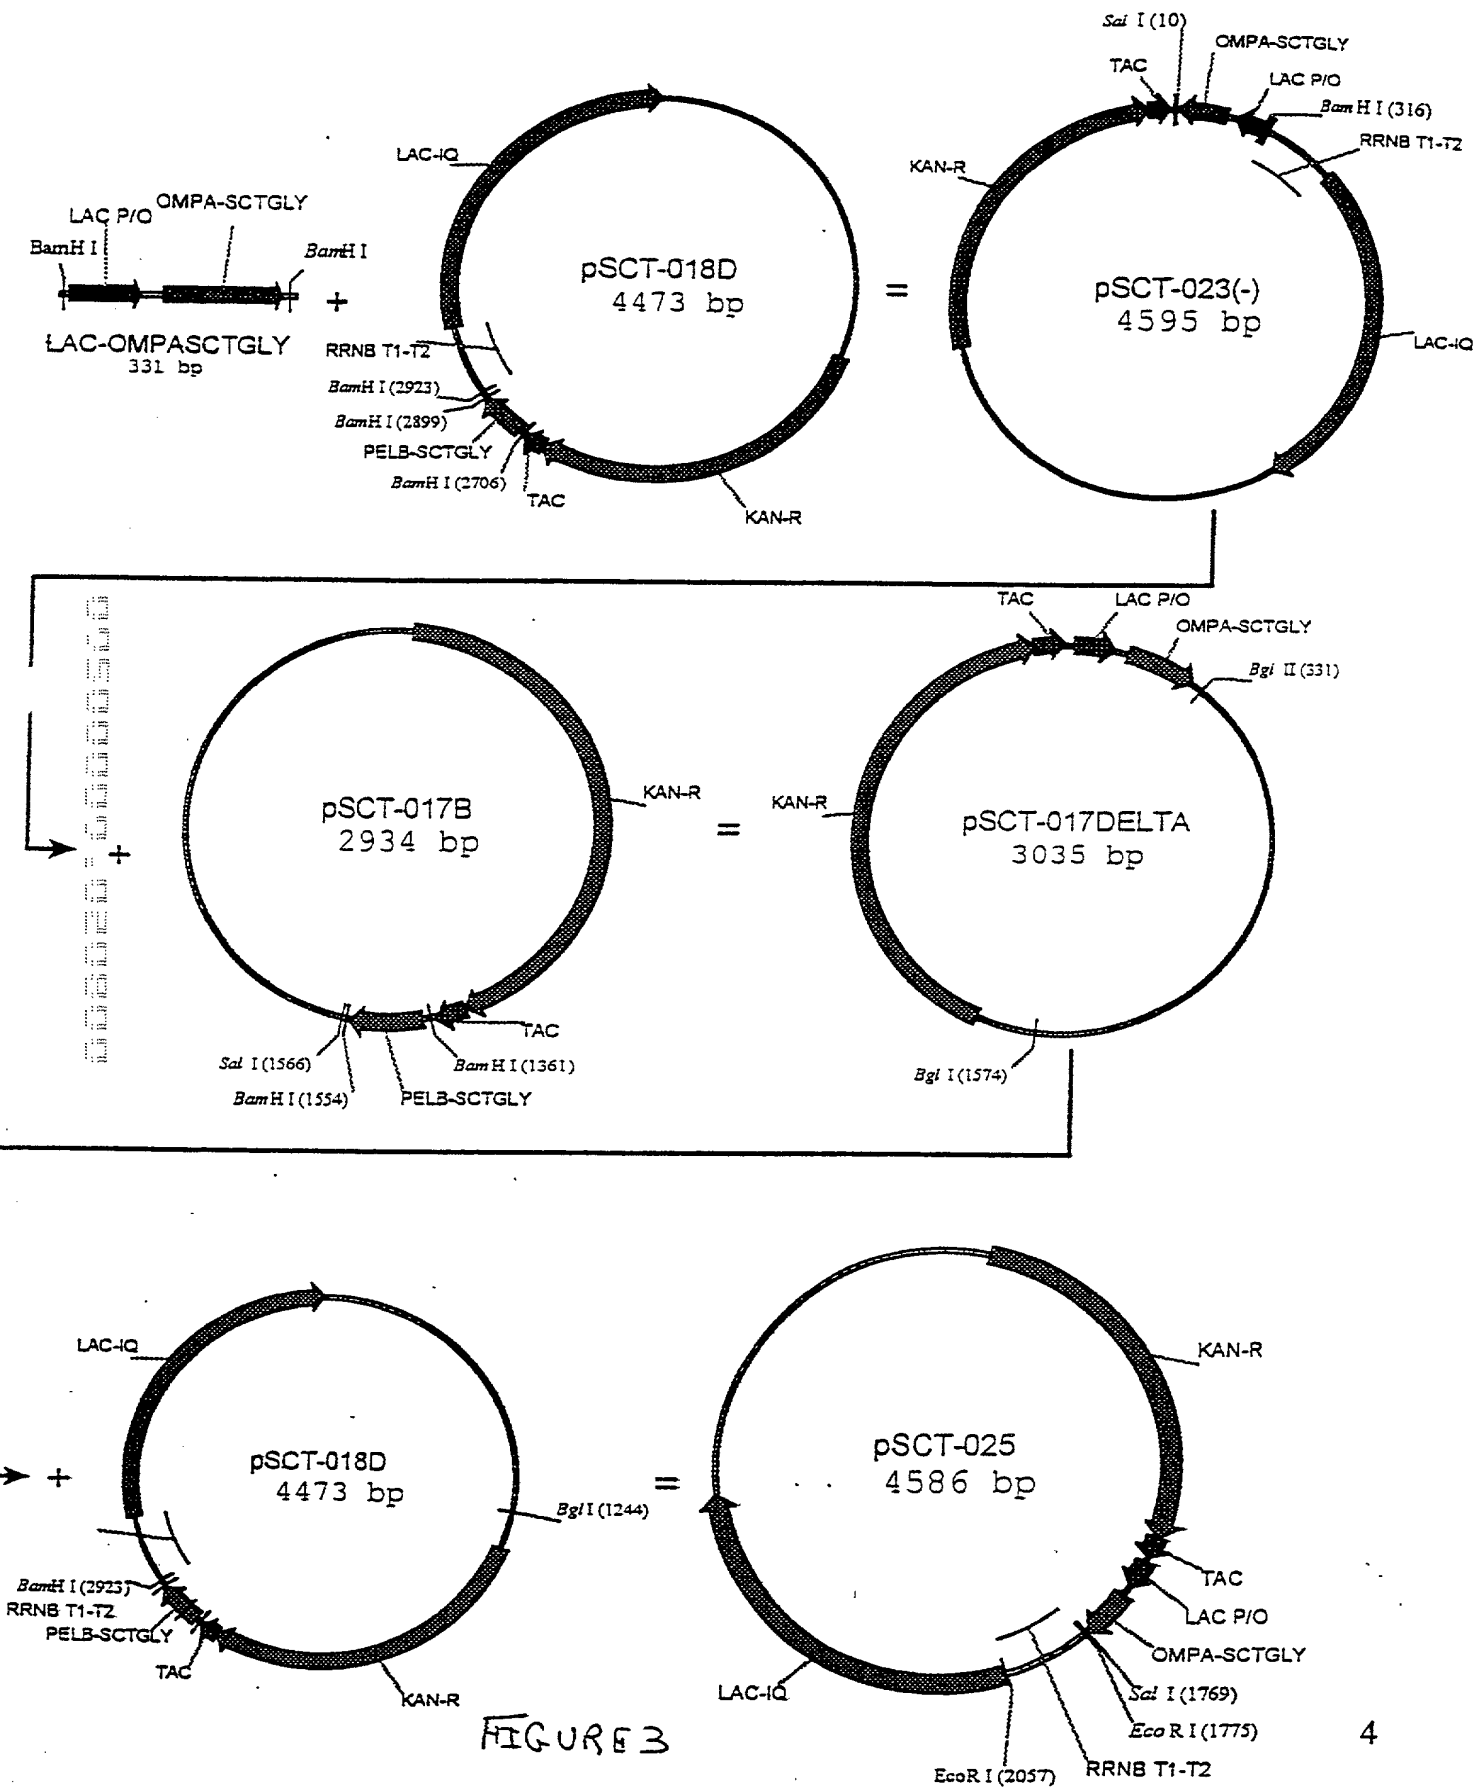 LAC P/O
OMPA-SCTGLY
BamH I
BamH I
LAC-OMPASCTGLY
331 bp
+
LAC-IQ
pSCT-018D
4473 bp
RRNB T1-T2
BamH I (2923)
BamH I (2899)
PELB-SCTGLY
BamH I (2706)
TAC
KAN-R
=
Sal I (10)
OMPA-SCTGLY
TAC
LAC P/O
BamH I (316)
RRNB T1-T2
KAN-R
pSCT-023(-)
4595 bp
LAC-IQ
+
pSCT-017B
2934 bp
KAN-R
TAC
Sal I (1566)
BamH I (1361)
BamH I (1554)
PELB-SCTGLY
=
TAC
LAC P/O
OMPA-SCTGLY
Bgl II (331)
KAN-R
pSCT-017DELTA
3035 bp
Bgl I (1574)
+
LAC-IQ
pSCT-018D
4473 bp
Bgl I (1244)
BamH I (2923)
RRNB T1-T2
PELB-SCTGLY
TAC
KAN-R
=
KAN-R
pSCT-025
4586 bp
TAC
LAC P/O
OMPA-SCTGLY
LAC-IQ
Sal I (1769)
Eco R I (1775)
RRNB T1-T2
EcoR I (2057)
FIGURE 3
4